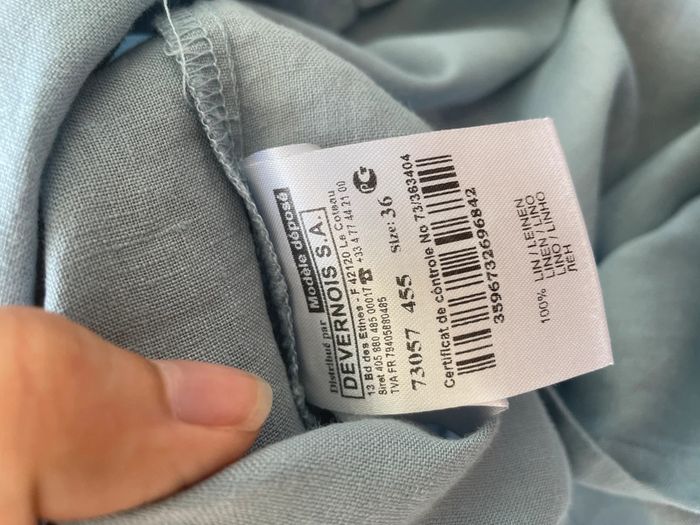 Modèle déposé
Distribué par
DEVERNOIS S.A.
13 Bd des Etines - F 42120 Le Coteau
Siret 405 880 485 00017 ☎ +33 4 77 44 21 00
TVA FR 79405880485
73057 455 Size: 36
Certificat de contrôle No 73/363404
3596732696842
100% LIN / LEINEN
LINEN / LINO
LINO / LINHO
ЛЕН